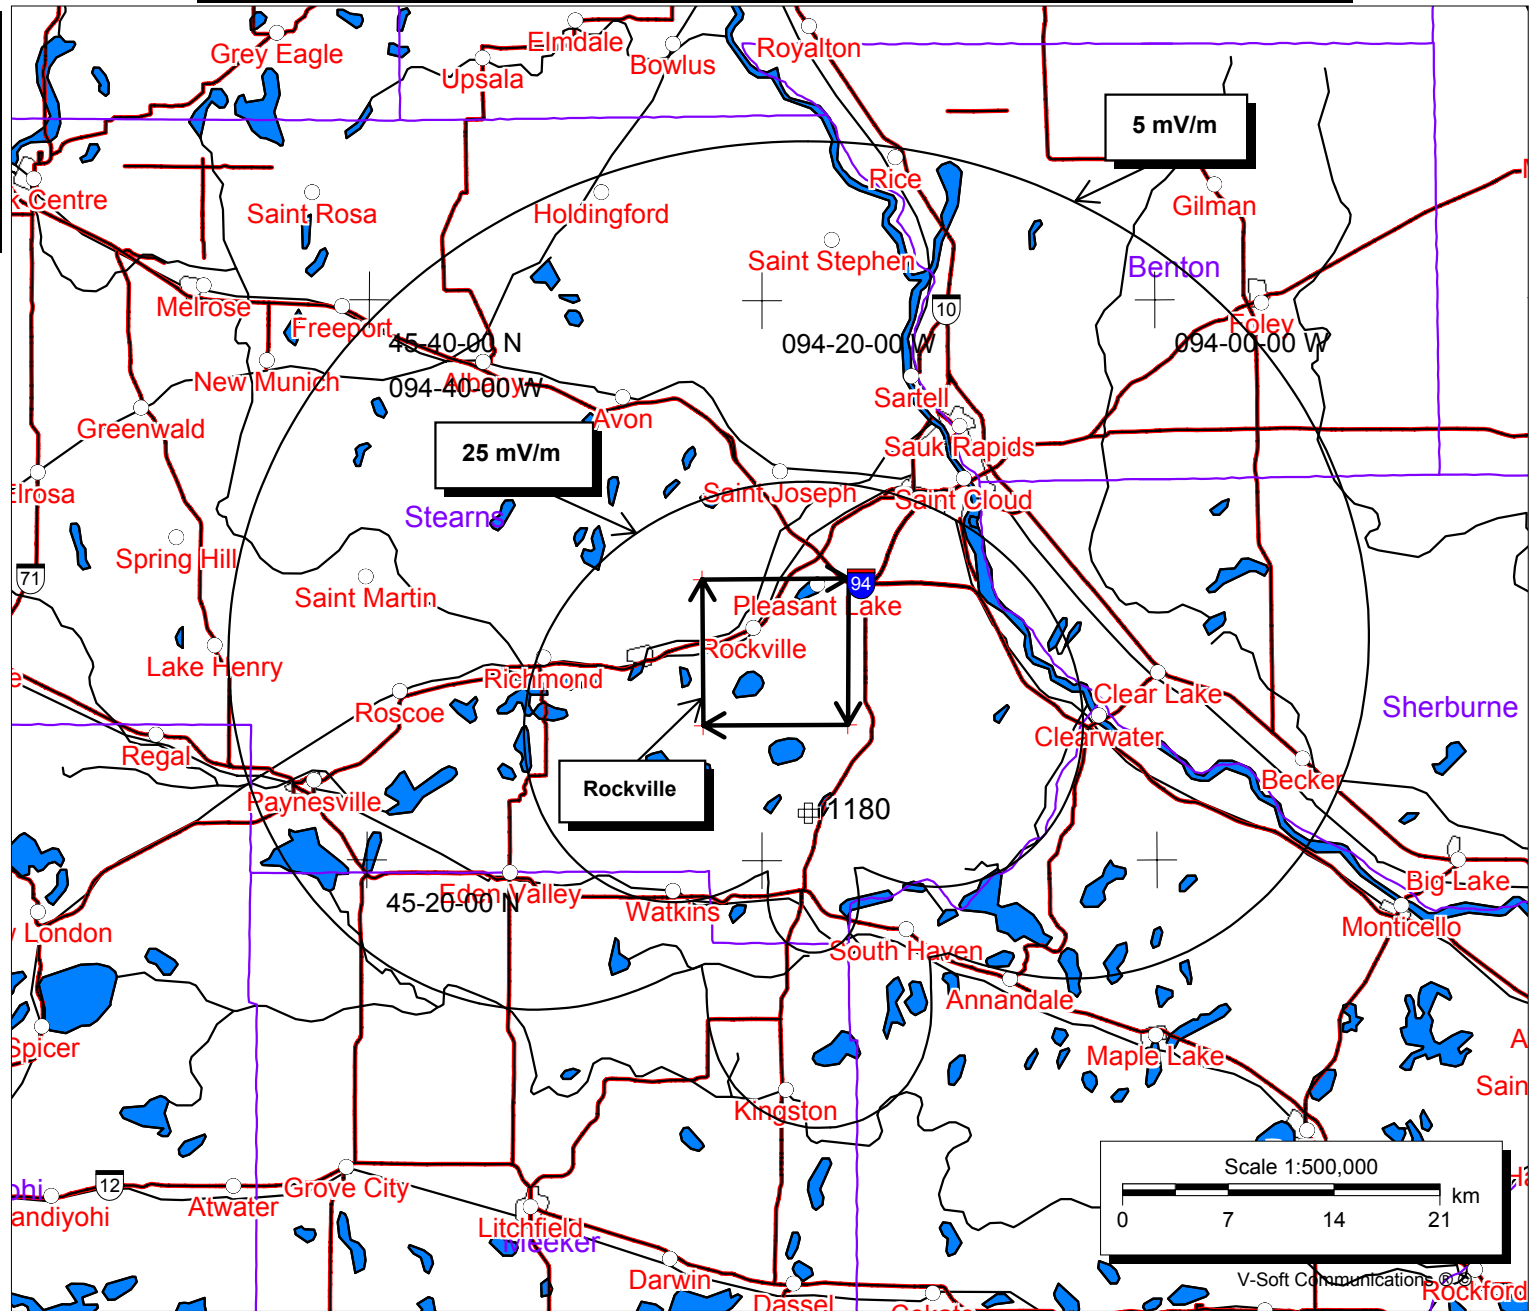 Grey Eagle
Elmdale
Upsala
Bowlus
Royalton
5 mV/m
Centre
Saint Rosa
Holdingford
Rice
Gilman
Saint Stephen
Benton
Melrose
Freeport
10
Foley
45-40-00 N
094-20-00 W
094-00-00 W
New Munich
Albany
094-40-00 W
Avon
Sartell
Greenwald
25 mV/m
Sauk Rapids
Elrosa
Saint Joseph
Saint Cloud
Stearns
Spring Hill
71
Saint Martin
94
Pleasant Lake
Rockville
Lake Henry
Richmond
Roscoe
Clear Lake
Sherburne
Clearwater
Regal
Becker
Paynesville
Rockville
1180
Big Lake
Eden Valley
45-20-00 N
Watkins
Monticello
London
South Haven
Annandale
Spicer
Maple Lake
Sain
Kingston
Scale 1:500,000
km
0 7 14 21
12
Grove City
Atwater
andiyohi
Litchfield
Meeker
Darwin
V-Soft Communications ® ©
Rockford
Dassel
Cokato